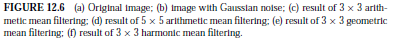 FIGURE 12.6 (a) Original image; (b) image with Gaussian noise; (c) result of 3 × 3 arith-
metic mean filtering; (d) result of 5 × 5 arithmetic mean filtering; (e) result of 3 × 3 geometric
mean filtering; (f) result of 3 × 3 harmonic mean filtering.